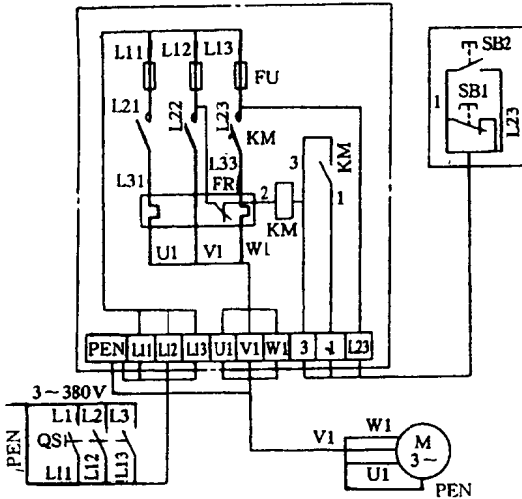 L11 L12 L13
FU
SB2
SB1
1
L23
L21
L22
L23
KM
L31
L33
FR
2
KM
3
KM
1
U1 V1 W1
PEN L11 L12 L13 U1 V1 W1 3 1 L23
3~380V
L1 L2 L3
QS1
L11 L12 L13
PEN
V1
W1
U1
M
3~
PEN